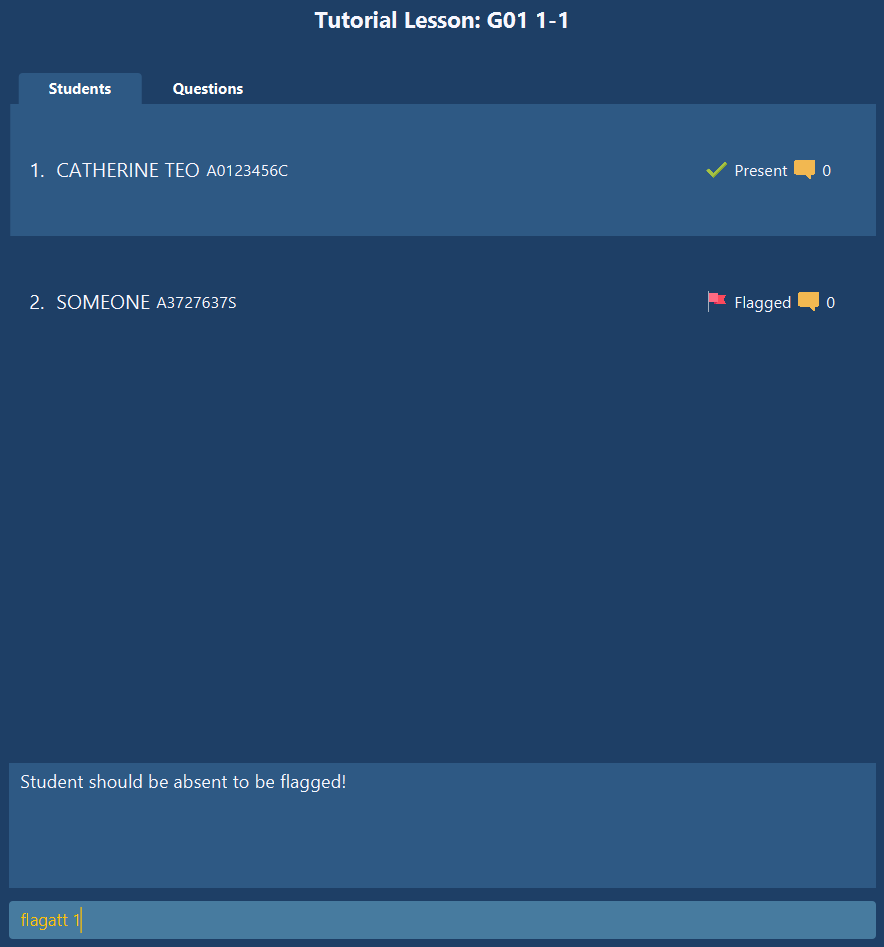 Tutorial Lesson: G01 1-1
Students Questions
1. CATHERINE TEO A0123456C Present 0
2. SOMEONE A3727637S Flagged 0
Student should be absent to be flagged!
flagatt 1